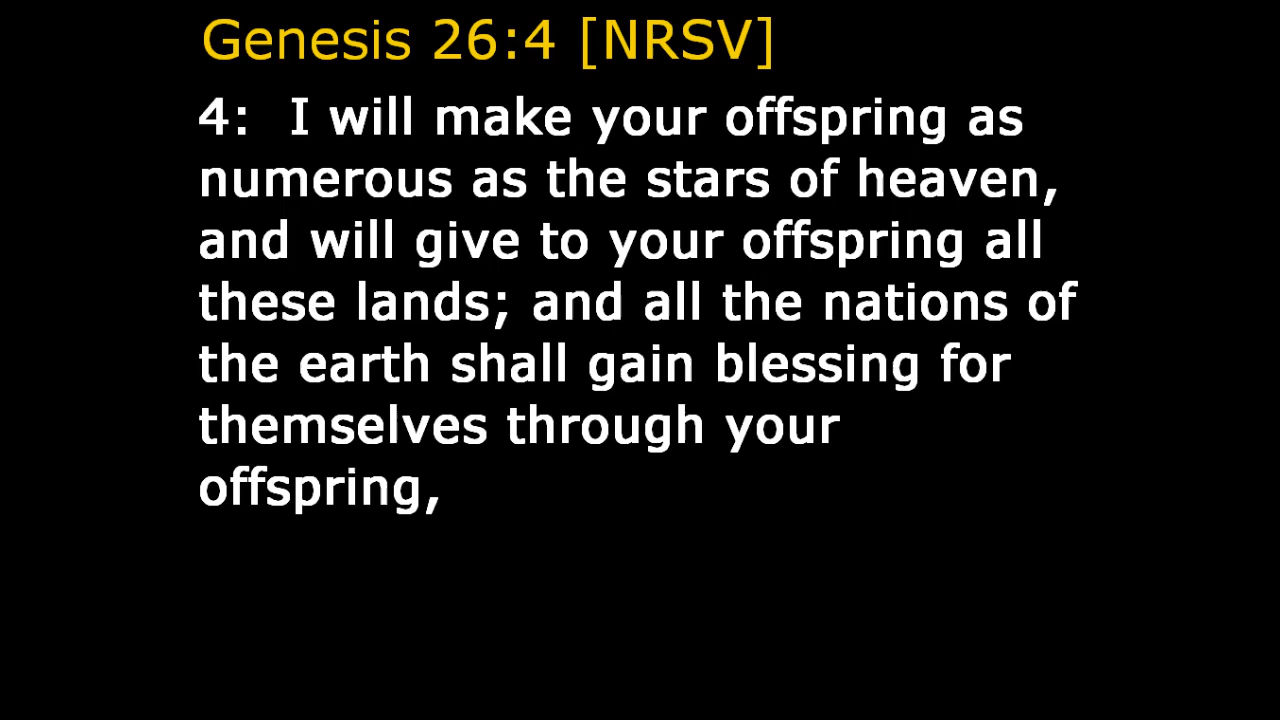 Genesis 26:4 [NRSV]
4:  I will make your offspring as
numerous as the stars of heaven,
and will give to your offspring all
these lands; and all the nations of
the earth shall gain blessing for
themselves through your
offspring,